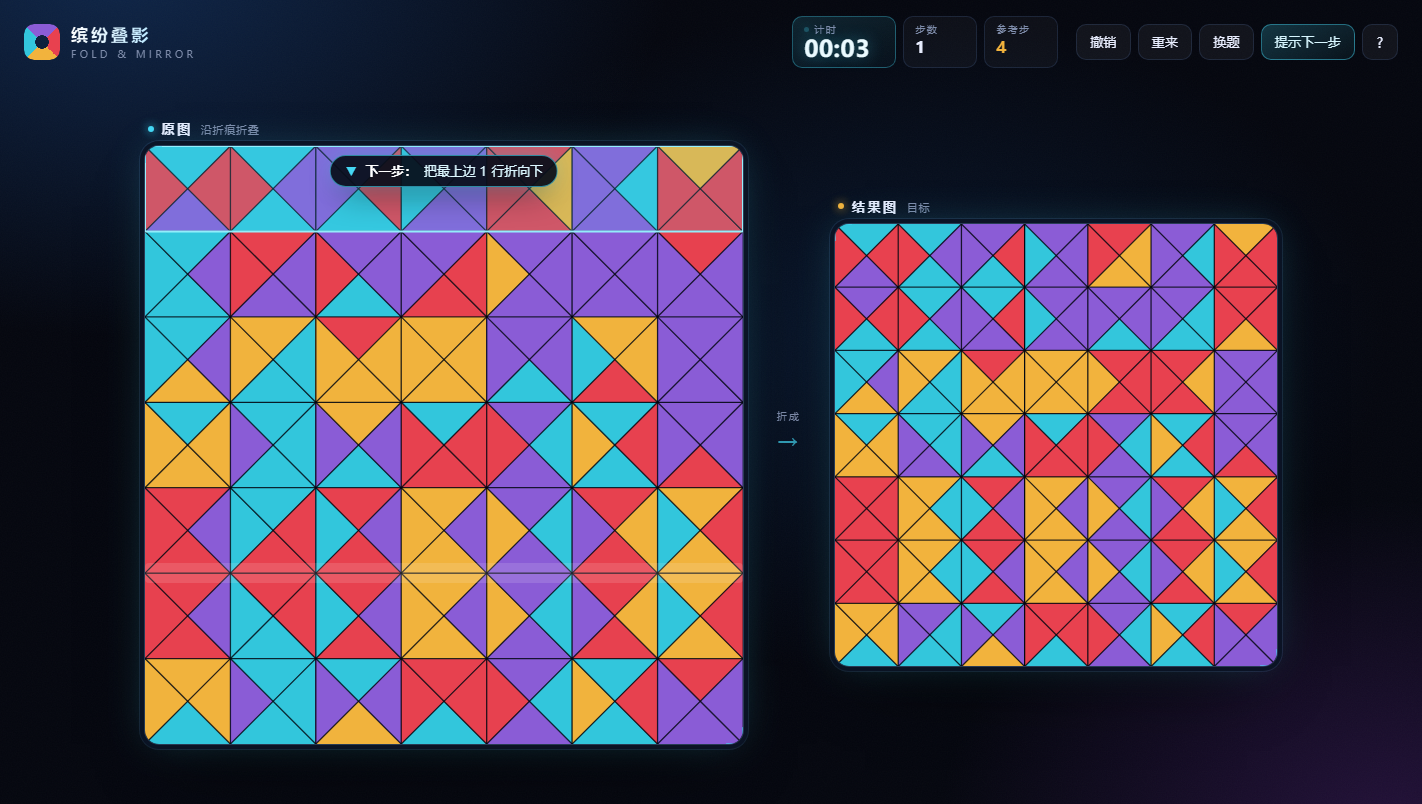 缤纷叠影
FOLD & MIRROR
计时
00:03
步数
1
参考步
4
撤销
重来
换题
提示下一步
?
原图 沿折痕折叠
▼ 下一步: 把最上边 1 行折向下
折成
→
结果图 目标